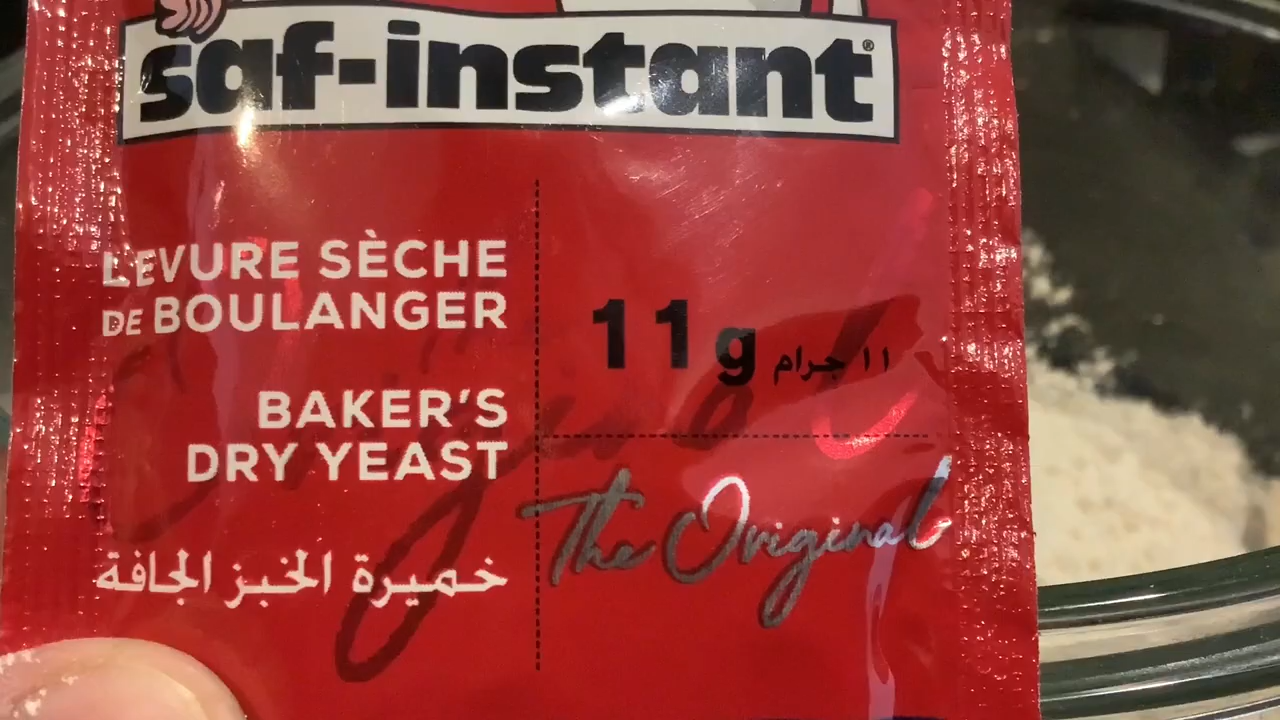 saf-instant®
LEVURE SÈCHE
DE BOULANGER
BAKER'S
DRY YEAST
خميرة الخبز الجافة
11g ١١ جرام
The Original